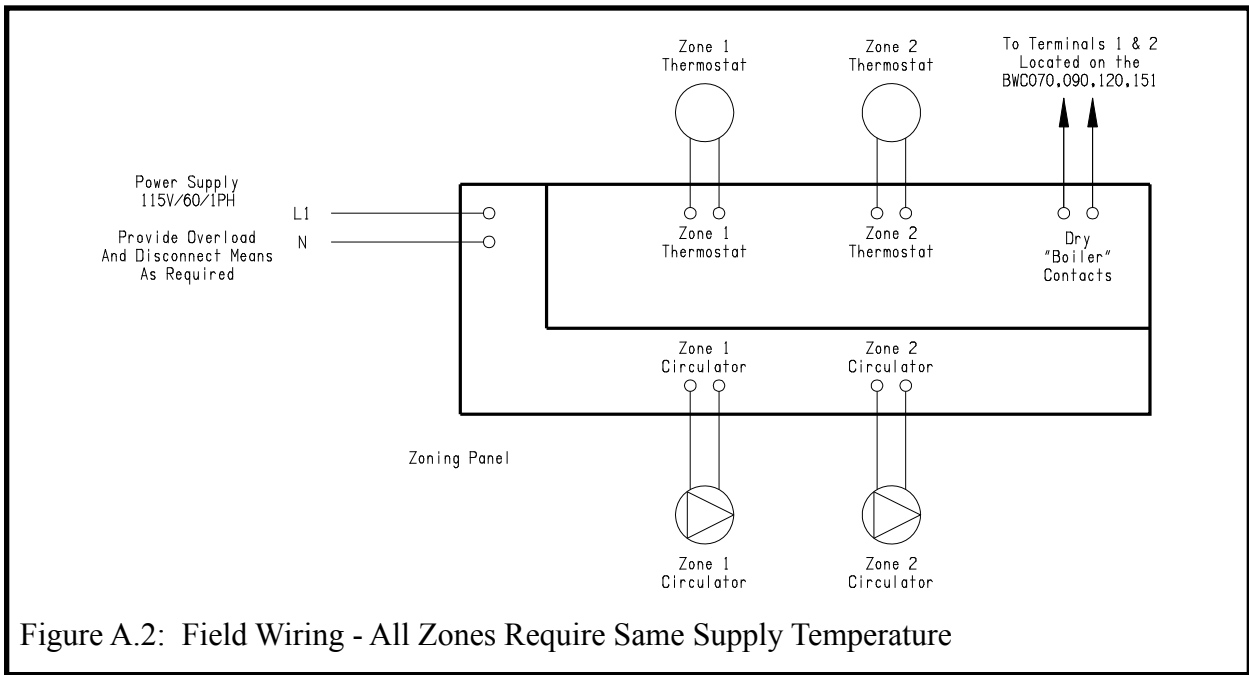 Zone 1
Thermostat
Zone 2
Thermostat
To Terminals 1 & 2
Located on the
BWC070,090,120,151
Power Supply
115V/60/1PH
L1
Provide Overload
And Disconnect Means
As Required
N
Zone 1
Thermostat
Zone 2
Thermostat
Dry
"Boiler"
Contacts
Zone 1
Circulator
Zone 2
Circulator
Zoning Panel
Zone 1
Circulator
Zone 2
Circulator
Figure A.2: Field Wiring - All Zones Require Same Supply Temperature